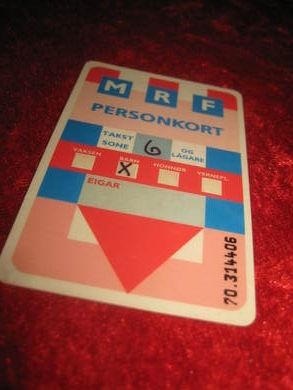 M R F
PERSONKORT
TAKST SONE 6 OG LÅGARE
VAKSEN BARN HONNØR VERNEPL.
X
EIGAR
70.314406